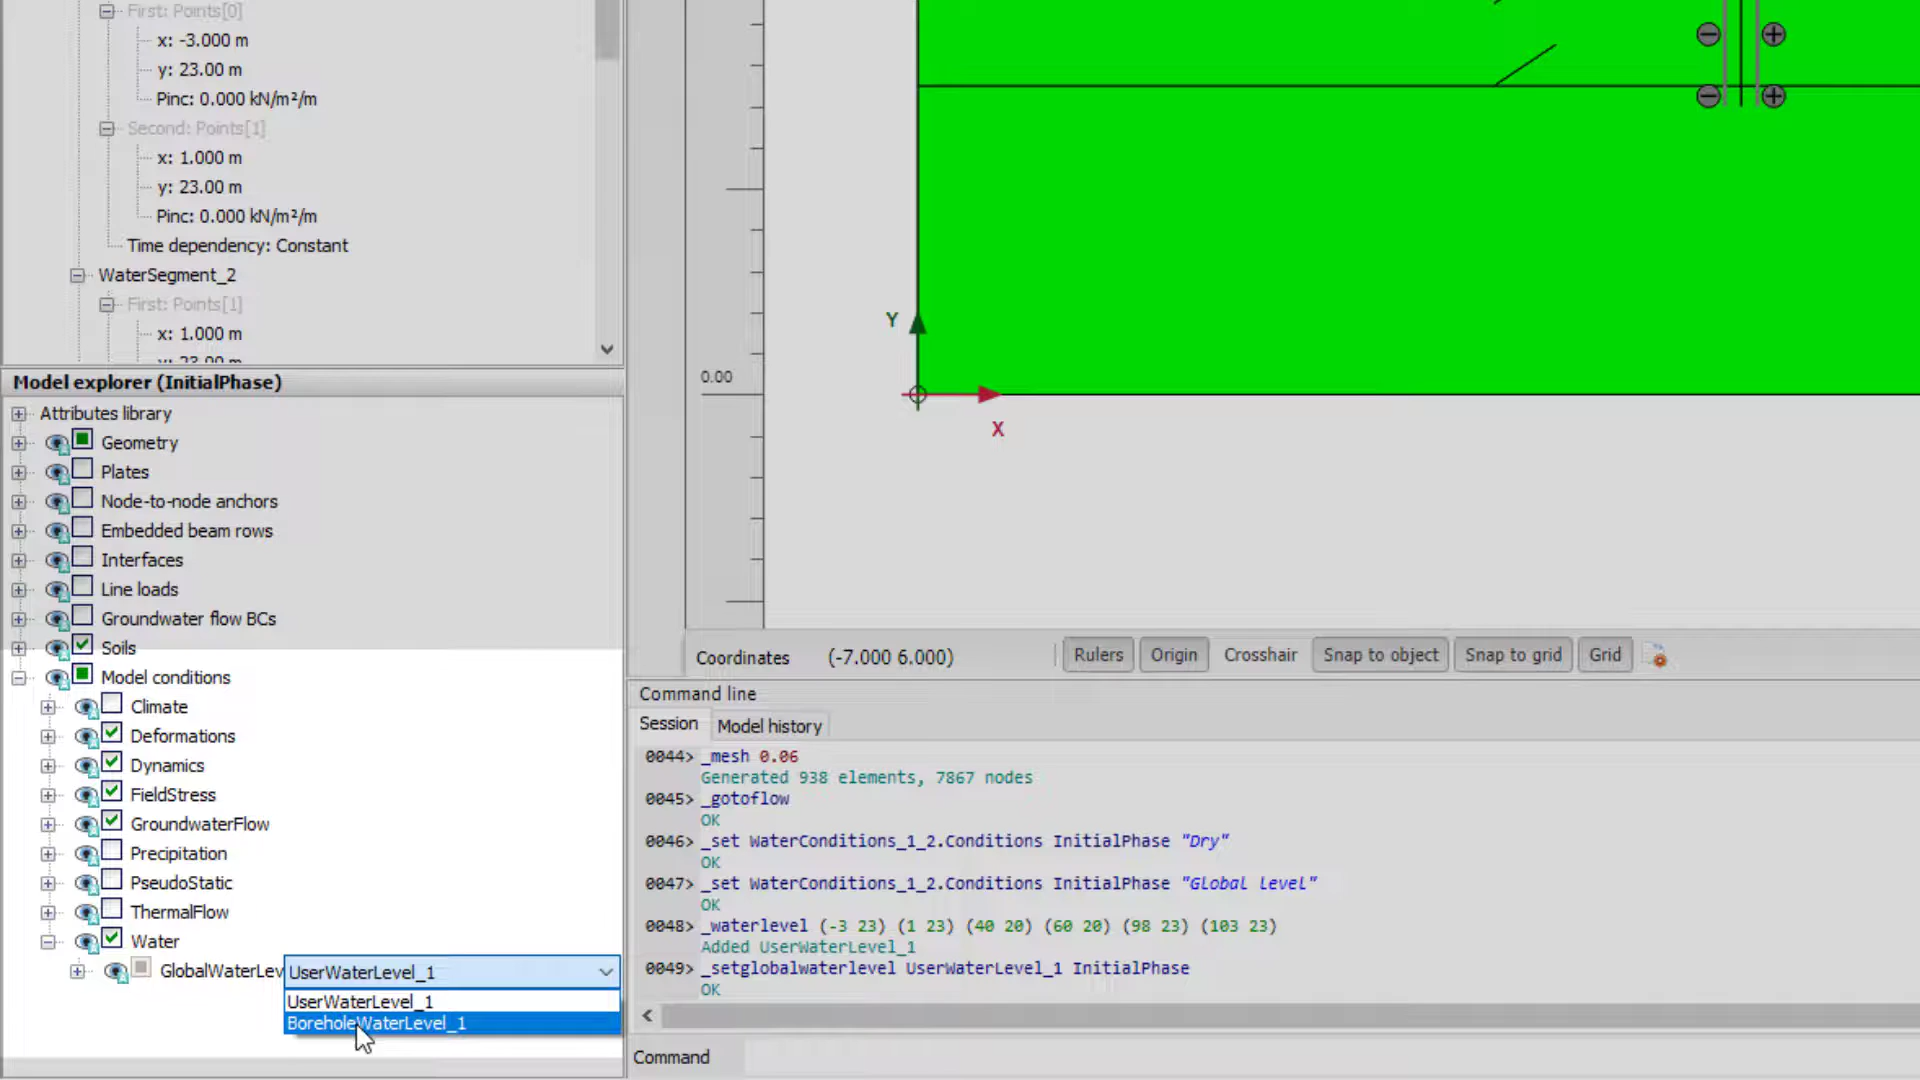 First: Points[0]
x: -3.000 m
y: 23.00 m
Pinc: 0.000 kN/m²/m
Second: Points[1]
x: 1.000 m
y: 23.00 m
Pinc: 0.000 kN/m²/m
Time dependency: Constant
WaterSegment_2
First: Points[1]
x: 1.000 m
y: 23.00 m
Model explorer (InitialPhase)
Attributes library
Geometry
Plates
Node-to-node anchors
Embedded beam rows
Interfaces
Line loads
Groundwater flow BCs
Soils
Model conditions
Climate
Deformations
Dynamics
FieldStress
GroundwaterFlow
Precipitation
PseudoStatic
ThermalFlow
Water
GlobalWaterLev UserWaterLevel_1
UserWaterLevel_1
BoreholeWaterLevel_1
0.00
Y
X
Coordinates (-7.000 6.000)
Rulers Origin Crosshair Snap to object Snap to grid Grid
Command line
Session Model history
0044> _mesh 0.06
Generated 938 elements, 7867 nodes
0045> _gotoflow
OK
0046> _set WaterConditions_1_2.Conditions InitialPhase "Dry"
OK
0047> _set WaterConditions_1_2.Conditions InitialPhase "Global level"
OK
0048> _waterlevel (-3 23) (1 23) (40 20) (60 20) (98 23) (103 23)
Added UserWaterLevel_1
0049> _setglobalwaterlevel UserWaterLevel_1 InitialPhase
OK
Command